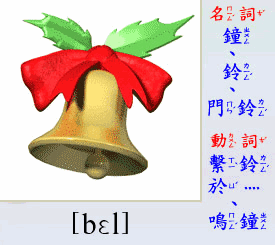 名詞
鐘
、
鈴
、
門鈴
動詞
繫鈴
於‥‥
、
鳴鐘
[bɛl]